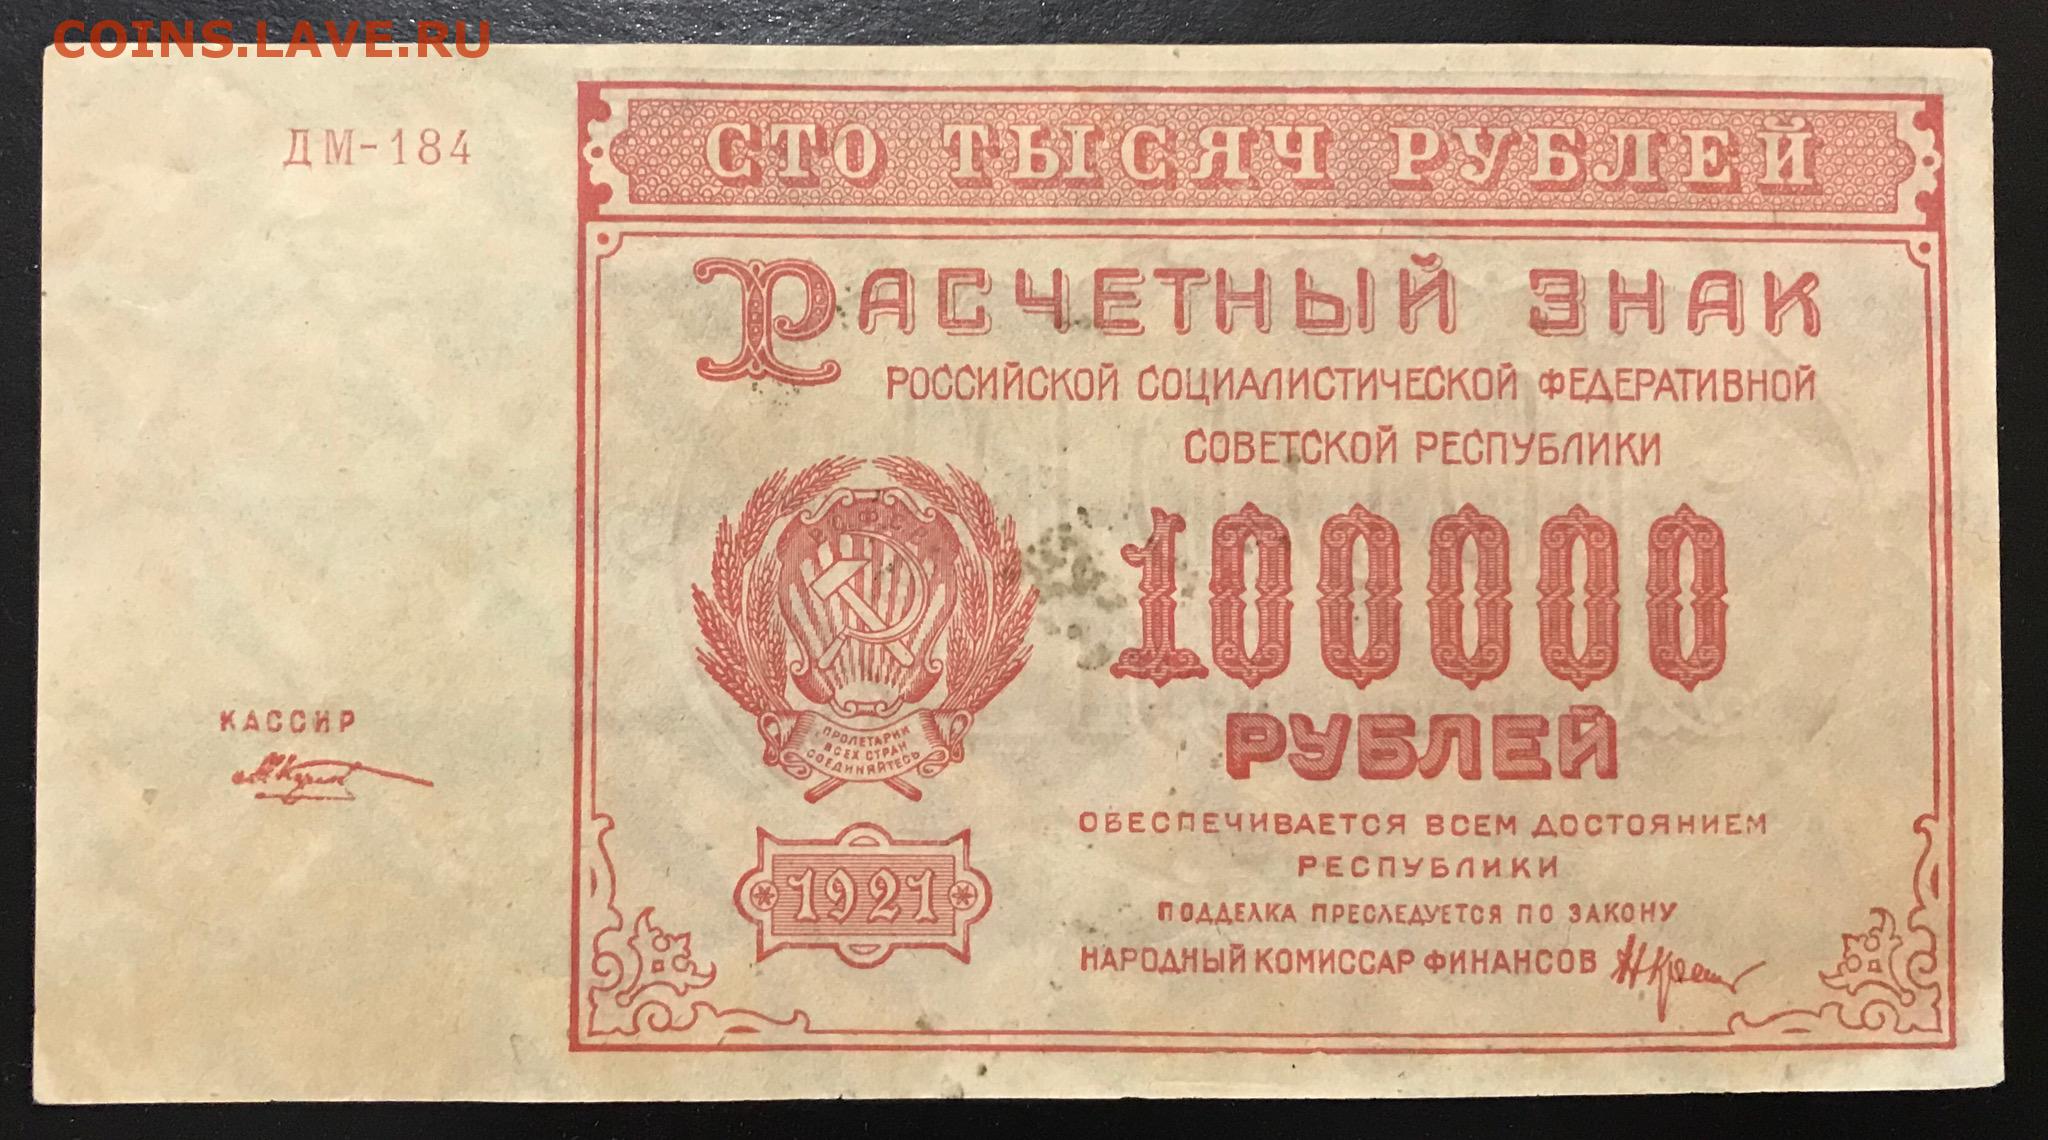 COINS.LAVE.RU
ДМ-184
СТО ТЫСЯЧ РУБЛЕЙ
РАСЧЕТНЫЙ ЗНАК
РОССИЙСКОЙ СОЦИАЛИСТИЧЕСКОЙ ФЕДЕРАТИВНОЙ
СОВЕТСКОЙ РЕСПУБЛИКИ
100000
РУБЛЕЙ
ПРОЛЕТАРИИ
ВСЕХ СТРАН
СОЕДИНЯЙТЕСЬ
КАССИР
1921
ОБЕСПЕЧИВАЕТСЯ ВСЕМ ДОСТОЯНИЕМ
РЕСПУБЛИКИ
ПОДДЕЛКА ПРЕСЛЕДУЕТСЯ ПО ЗАКОНУ
НАРОДНЫЙ КОМИССАР ФИНАНСОВ